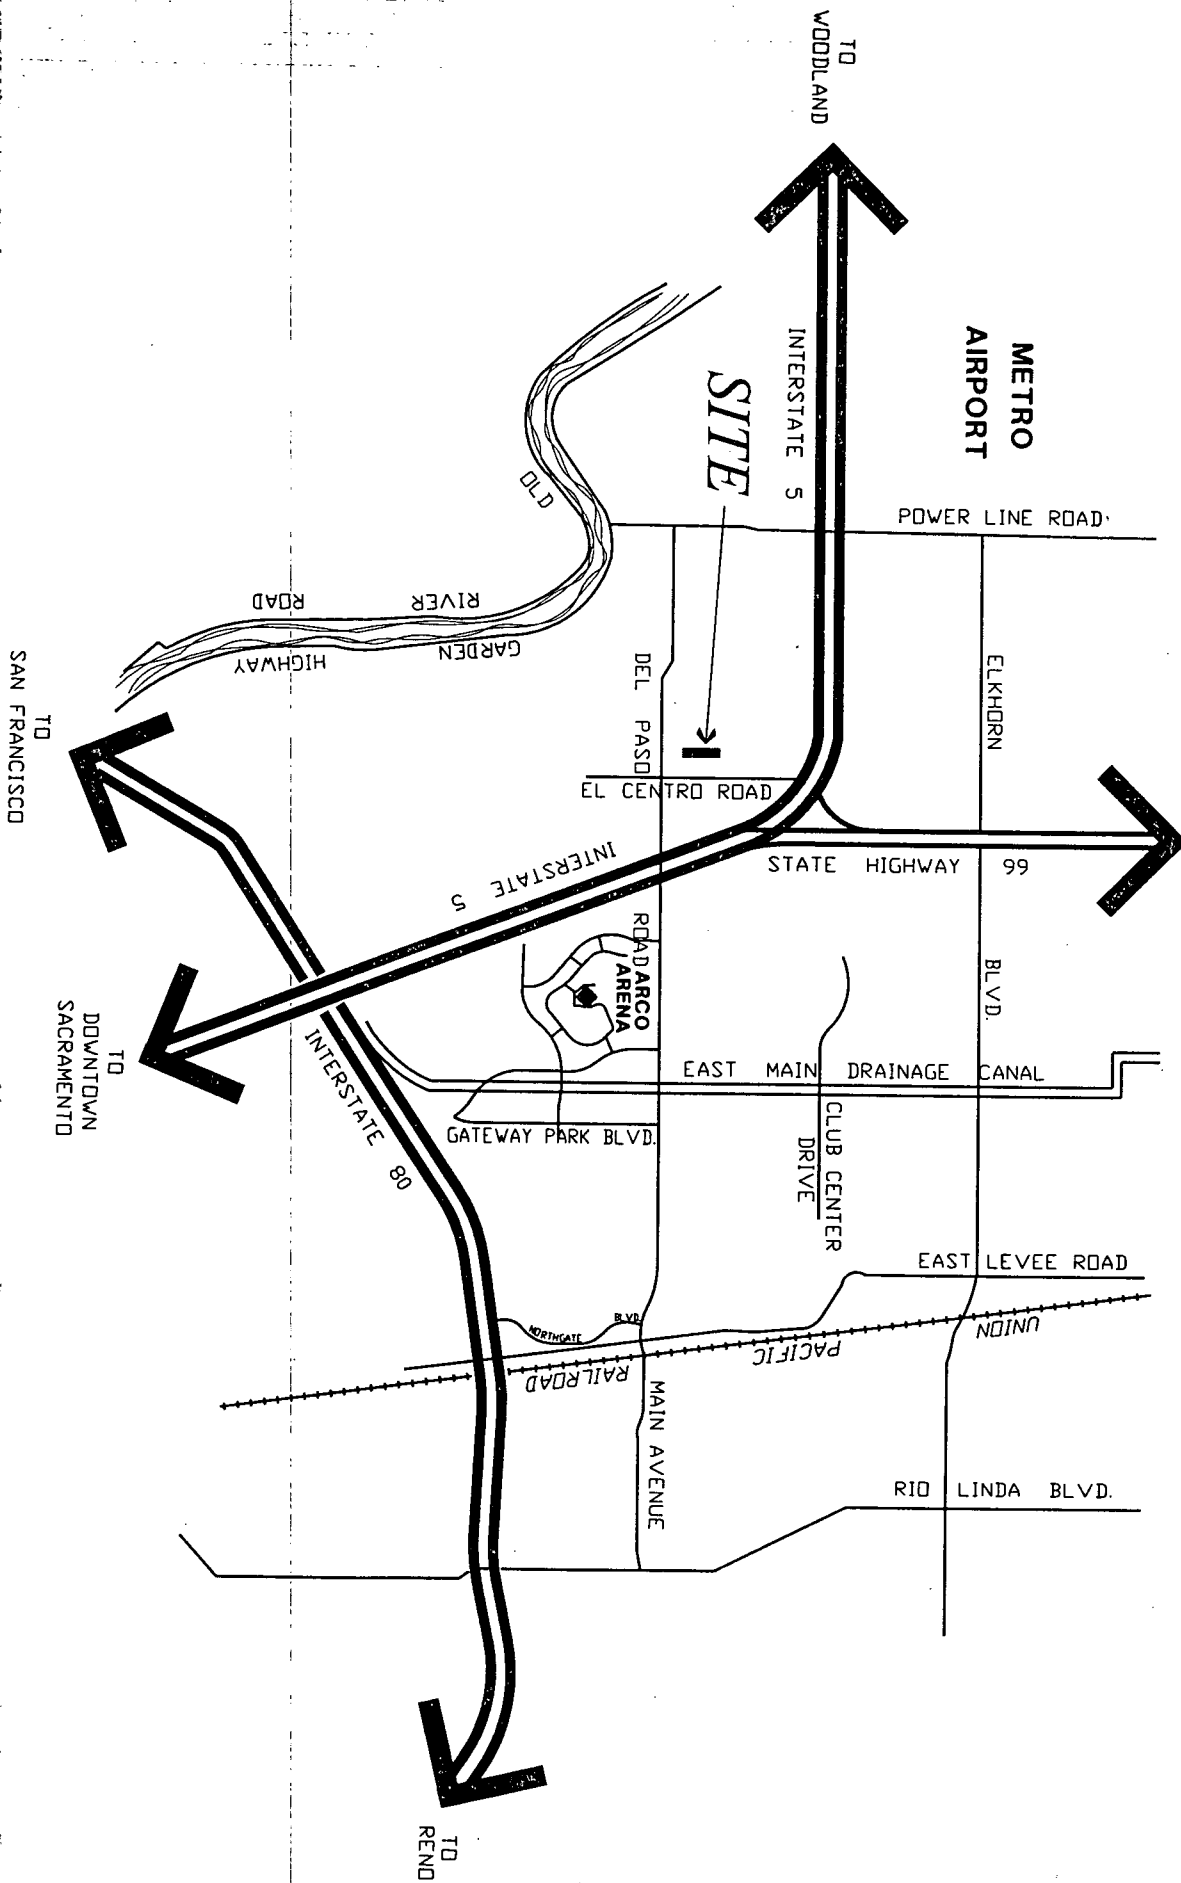 TO
WOODLAND
METRO
AIRPORT
INTERSTATE 5
SITE
POWER LINE ROAD
OLD
RIVER
ROAD
GARDEN
HIGHWAY
DEL PASO
ROAD
ELKHORN
BLVD.
EL CENTRO ROAD
STATE HIGHWAY 99
INTERSTATE 5
TO
SAN FRANCISCO
TO
DOWNTOWN
SACRAMENTO
ARCO
ARENA
INTERSTATE 80
EAST MAIN DRAINAGE CANAL
GATEWAY PARK BLVD.
CLUB CENTER
DRIVE
EAST LEVEE ROAD
NORTHGATE BLVD.
UNION
PACIFIC
RAILROAD
MAIN AVENUE
RIO LINDA BLVD.
TO
RENO